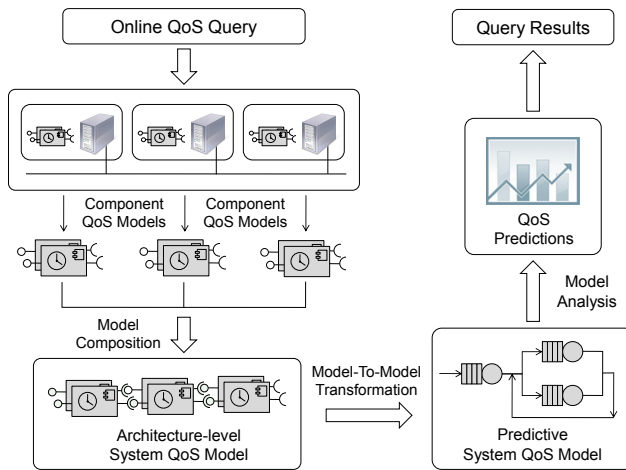 Online QoS Query
Component
QoS Models
Component
QoS Models
Model
Composition
Architecture-level
System QoS Model
Model-To-Model
Transformation
Predictive
System QoS Model
Model
Analysis
QoS
Predictions
Query Results